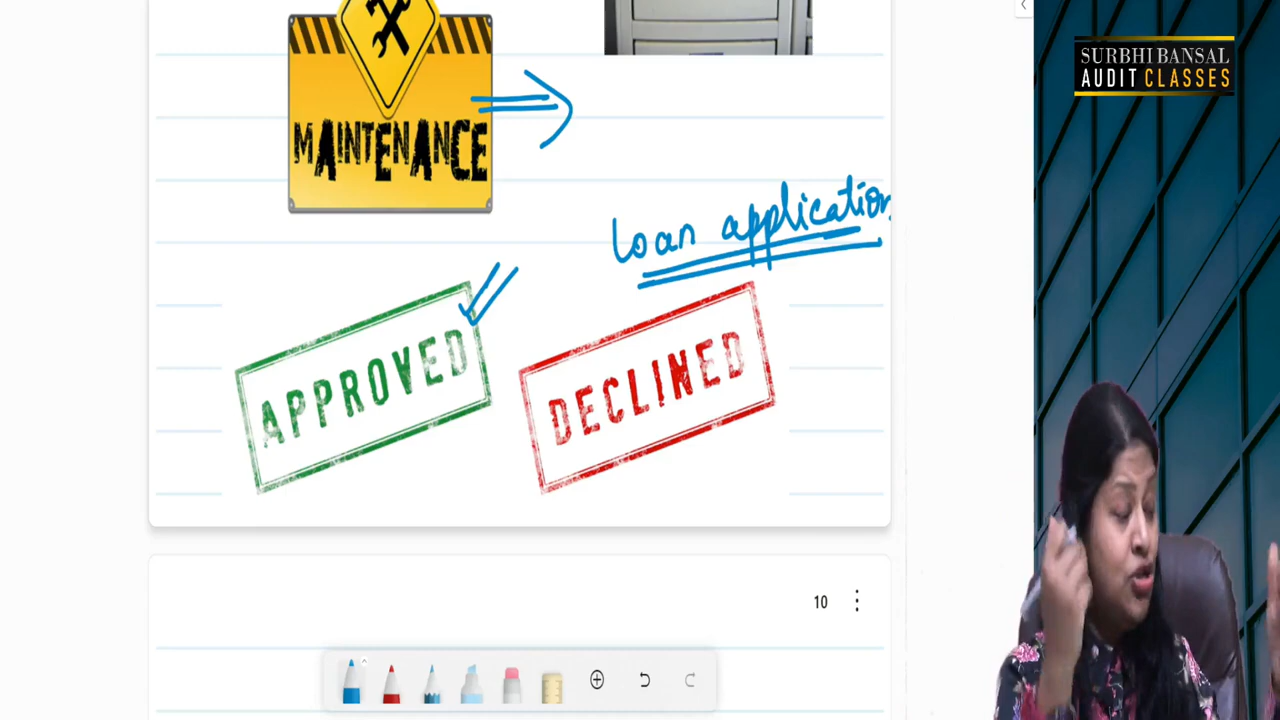 SURBHI BANSAL
AUDIT CLASSES
MAINTENANCE
loan application
APPROVED
DECLINED
10